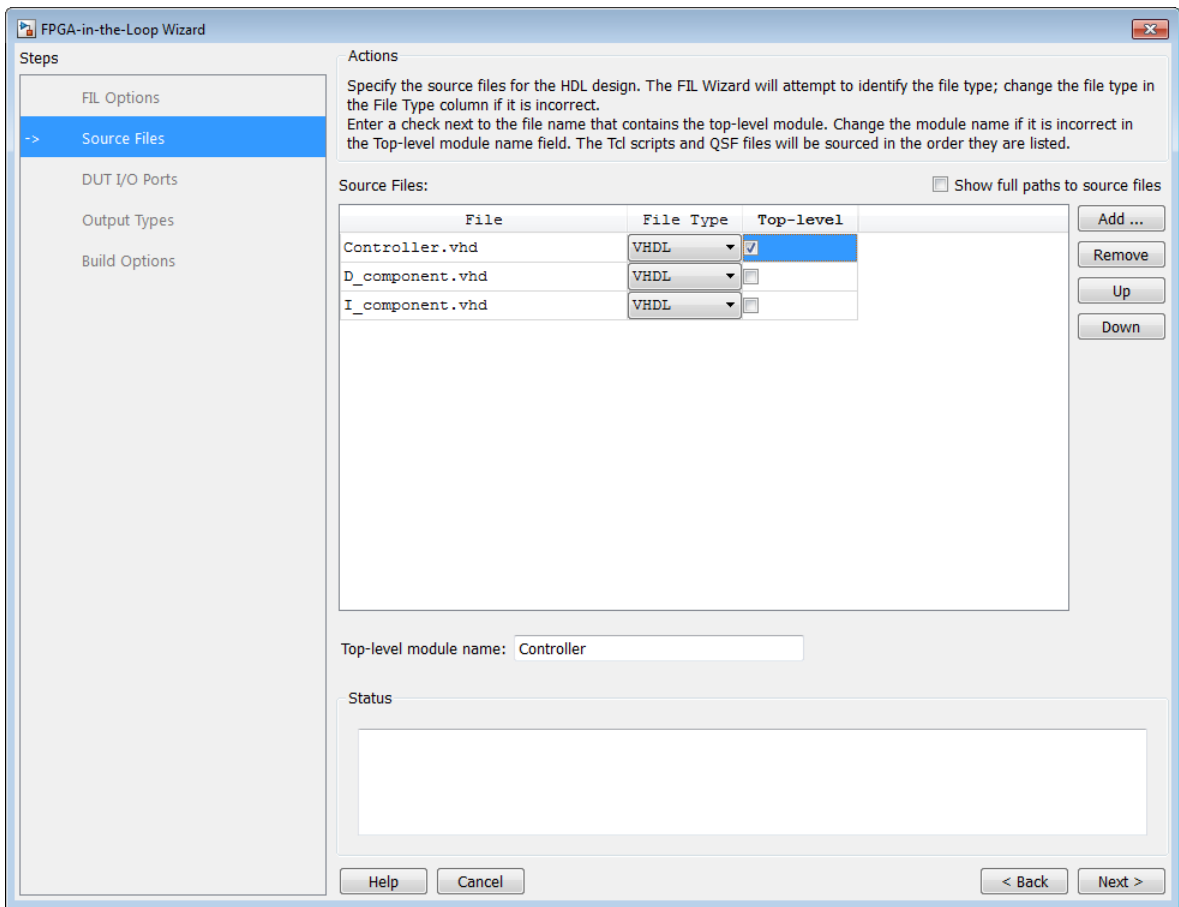 FPGA-in-the-Loop Wizard
Steps
FIL Options
-> Source Files
DUT I/O Ports
Output Types
Build Options
Actions
Specify the source files for the HDL design. The FIL Wizard will attempt to identify the file type; change the file type in
the File Type column if it is incorrect.
Enter a check next to the file name that contains the top-level module. Change the module name if it is incorrect in
the Top-level module name field. The Tcl scripts and QSF files will be sourced in the order they are listed.
Source Files: Show full paths to source files
File File Type Top-level
Controller.vhd VHDL
D_component.vhd VHDL
I_component.vhd VHDL
Add ...
Remove
Up
Down
Top-level module name: Controller
Status
Help Cancel < Back Next >